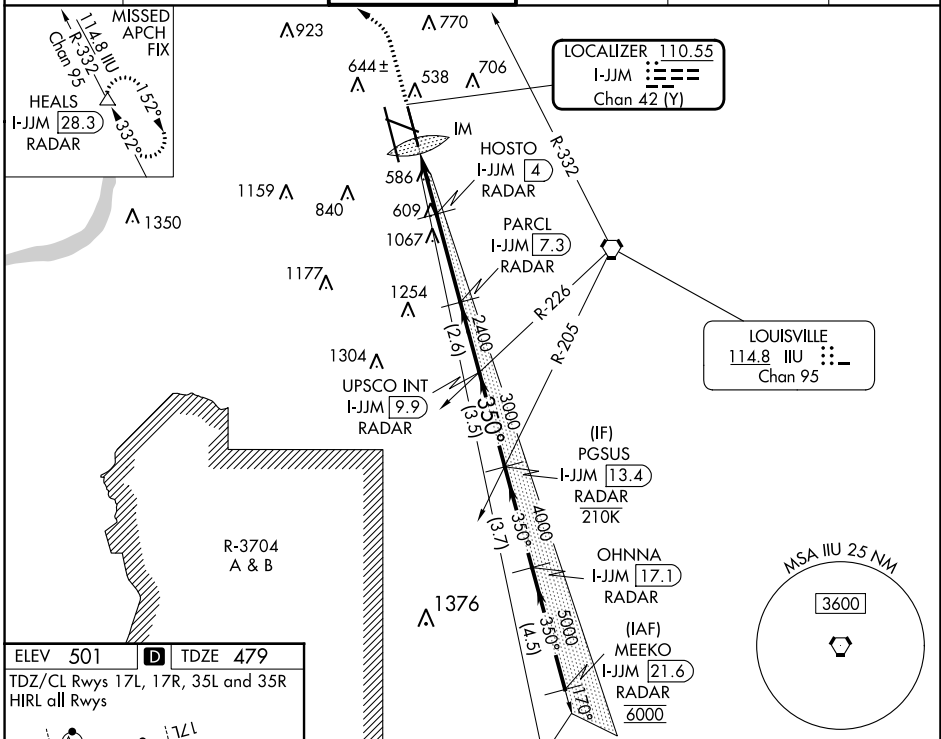 MISSED
APCH
FIX
114.8 IIU
R-332
Chan 95
152°
332°
HEALS
I-JJM 28.3
RADAR
923
770
644±
538
706
LOCALIZER 110.55
I-JJM
Chan 42 (Y)
IM
HOSTO
I-JJM 4
RADAR
R-332
586
1159
840
609
1350
1067
PARCL
I-JJM 7.3
RADAR
1177
1254
R-226
R-205
2400
(2.6)
LOUISVILLE
114.8 IIU
Chan 95
1304
UPSCO INT
I-JJM 9.9
RADAR
3000
350°
(3.5)
(IF)
PGSUS
I-JJM 13.4
RADAR
210K
4000
350°
(3.7)
R-3704
A & B
OHNNA
I-JJM 17.1
RADAR
MSA IIU 25 NM
3600
1376
5000
350°
(4.5)
(IAF)
MEEKO
I-JJM 21.6
RADAR
6000
170°
ELEV 501 D TDZE 479
TDZ/CL Rwys 17L, 17R, 35L and 35R
HIRL all Rwys
17L